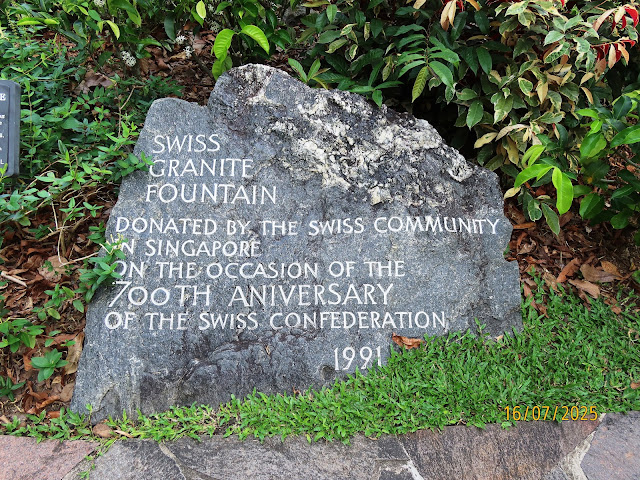 SWISS
GRANITE
FOUNTAIN
DONATED BY THE SWISS COMMUNITY
IN SINGAPORE
ON THE OCCASION OF THE
700TH ANIVERSARY
OF THE SWISS CONFEDERATION
1991
16/07/2025